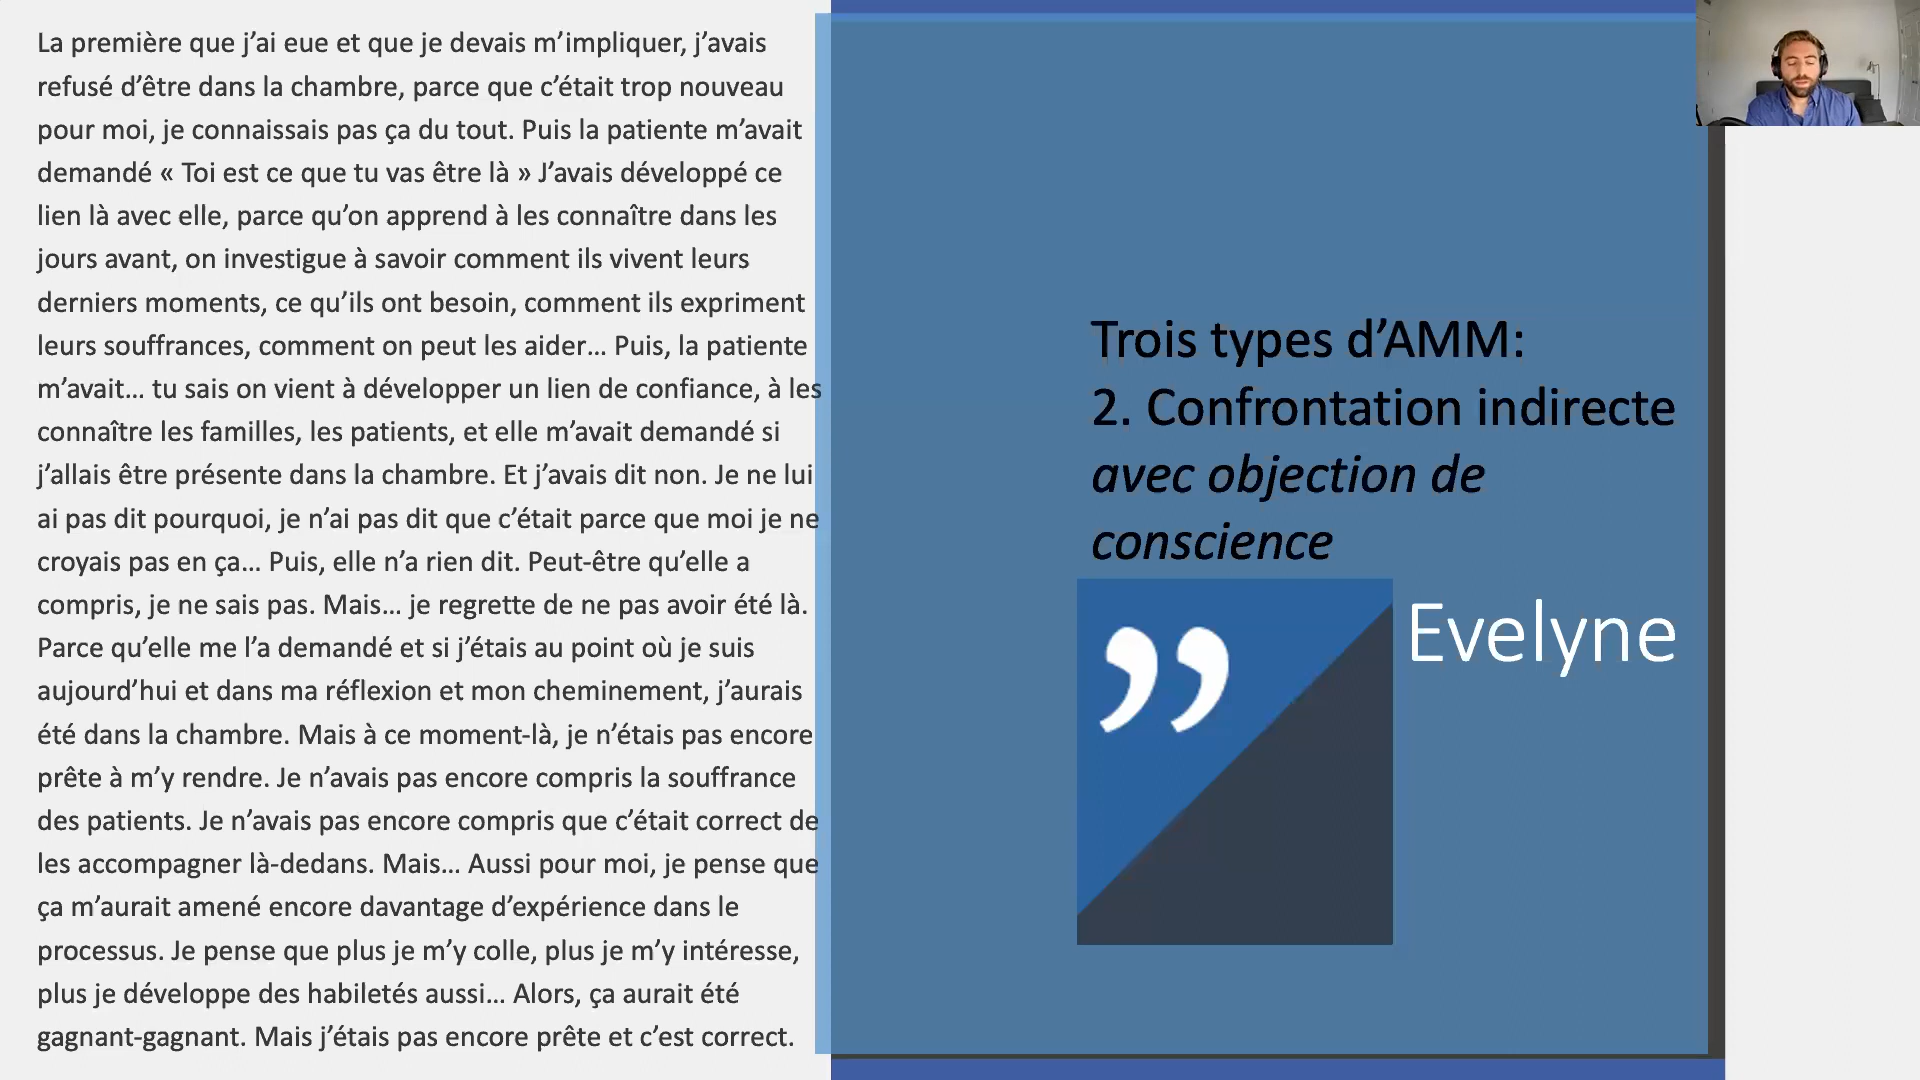 La première que j’ai eue et que je devais m’impliquer, j’avais
refusé d’être dans la chambre, parce que c’était trop nouveau
pour moi, je connaissais pas ça du tout. Puis la patiente m’avait
demandé « Toi est ce que tu vas être là » J’avais développé ce
lien là avec elle, parce qu’on apprend à les connaître dans les
jours avant, on investigue à savoir comment ils vivent leurs
derniers moments, ce qu’ils ont besoin, comment ils expriment
leurs souffrances, comment on peut les aider… Puis, la patiente
m’avait… tu sais on vient à développer un lien de confiance, à les
connaître les familles, les patients, et elle m’avait demandé si
j’allais être présente dans la chambre. Et j’avais dit non. Je ne lui
ai pas dit pourquoi, je n’ai pas dit que c’était parce que moi je ne
croyais pas en ça… Puis, elle n’a rien dit. Peut-être qu’elle a
compris, je ne sais pas. Mais… je regrette de ne pas avoir été là.
Parce qu’elle me l’a demandé et si j’étais au point où je suis
aujourd’hui et dans ma réflexion et mon cheminement, j’aurais
été dans la chambre. Mais à ce moment-là, je n’étais pas encore
prête à m’y rendre. Je n’avais pas encore compris la souffrance
des patients. Je n’avais pas encore compris que c’était correct de
les accompagner là-dedans. Mais… Aussi pour moi, je pense que
ça m’aurait amené encore davantage d’expérience dans le
processus. Je pense que plus je m’y colle, plus je m’y intéresse,
plus je développe des habiletés aussi… Alors, ça aurait été
gagnant-gagnant. Mais j’étais pas encore prête et c’est correct.
Trois types d’AMM:
2. Confrontation indirecte
avec objection de
conscience
”
Evelyne